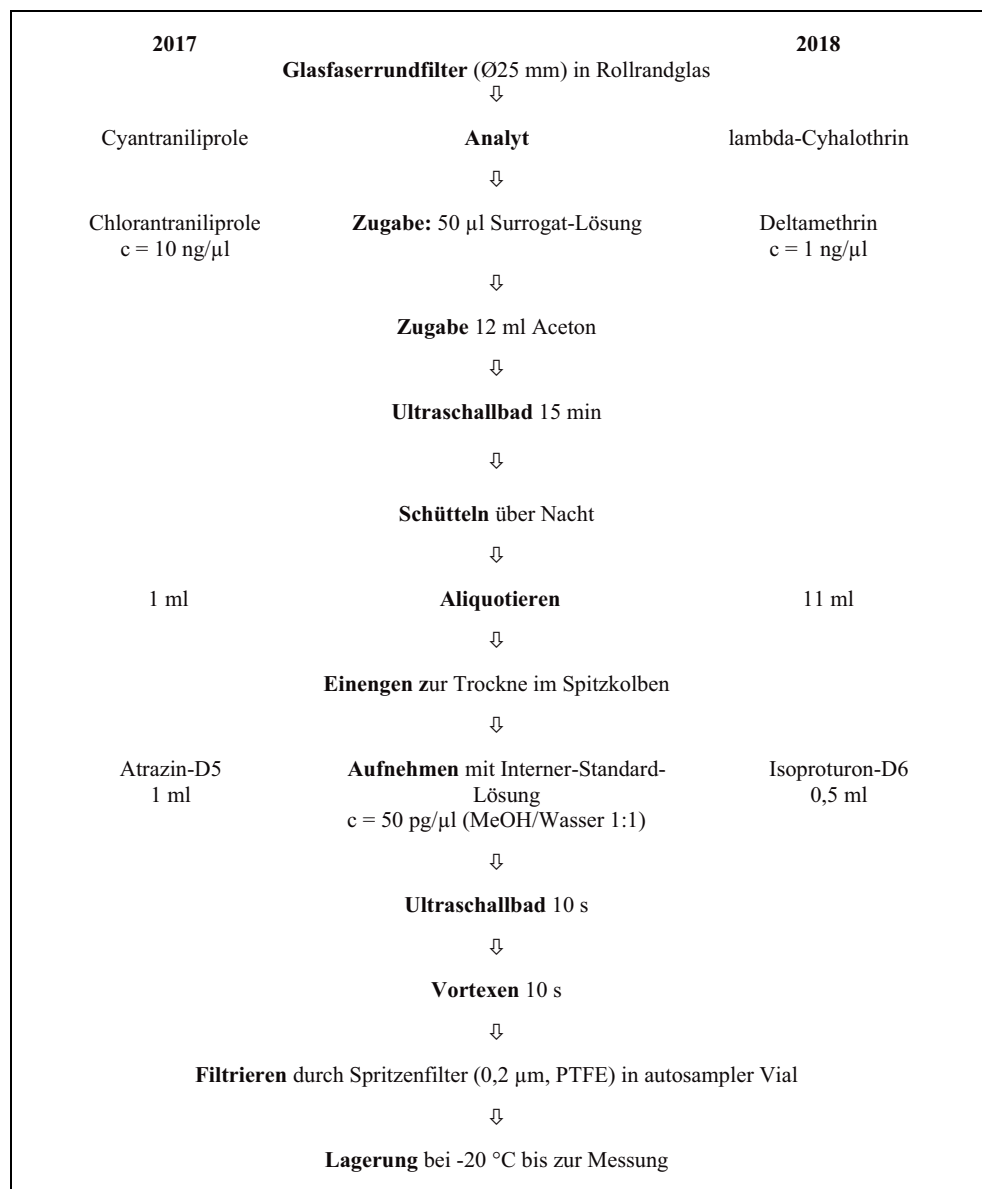 2017 2018
Glasfaserrundfilter (Ø25 mm) in Rollrandglas
⇩
Cyantraniliprole Analyt lambda-Cyhalothrin
⇩
Chlorantraniliprole Zugabe: 50 µl Surrogat-Lösung Deltamethrin
c = 10 ng/µl c = 1 ng/µl
⇩
Zugabe 12 ml Aceton
⇩
Ultraschallbad 15 min
⇩
Schütteln über Nacht
⇩
1 ml Aliquotieren 11 ml
⇩
Einengen zur Trockne im Spitzkolben
⇩
Atrazin-D5 Aufnehmen mit Interner-Standard- Isoproturon-D6
1 ml Lösung 0,5 ml
c = 50 pg/µl (MeOH/Wasser 1:1)
⇩
Ultraschallbad 10 s
⇩
Vortexen 10 s
⇩
Filtrieren durch Spritzenfilter (0,2 µm, PTFE) in autosampler Vial
⇩
Lagerung bei -20 °C bis zur Messung